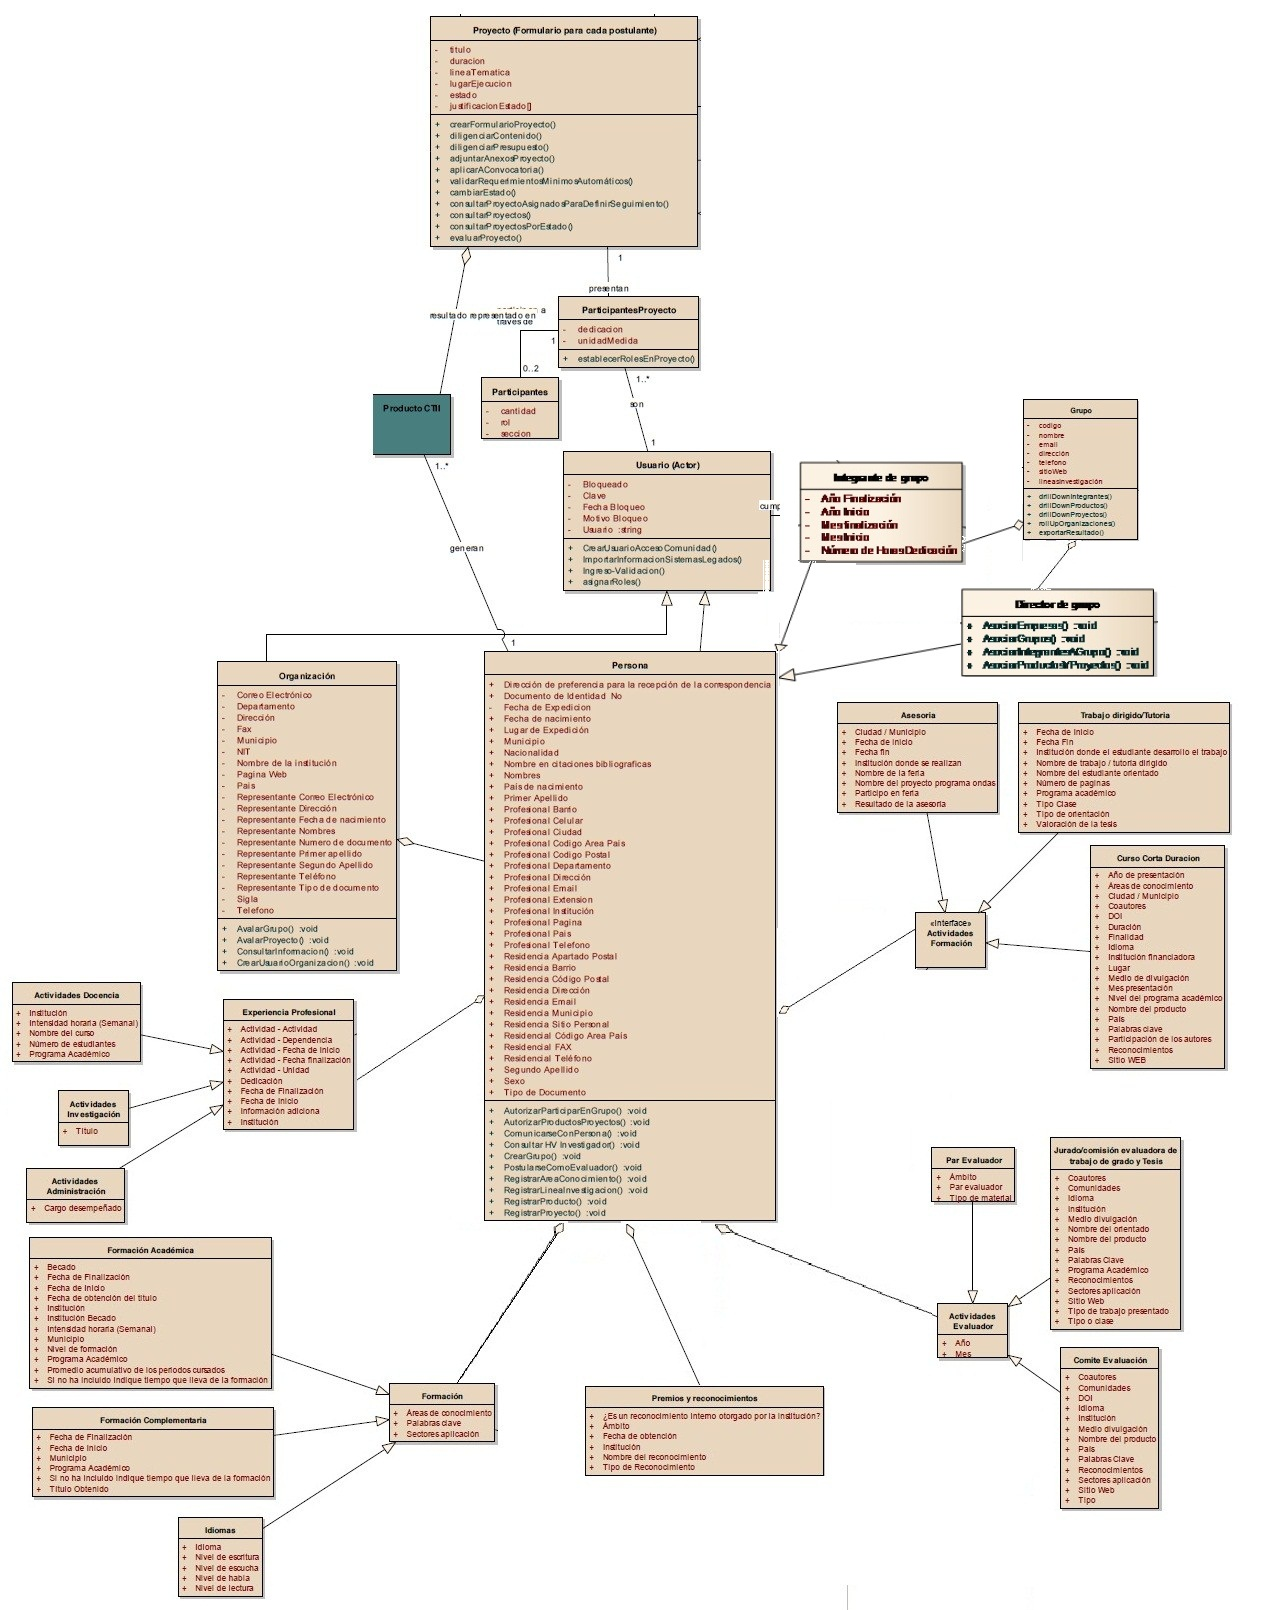 Proyecto (Formulario para cada postulante)
- titulo
- duracion
- lineaTematica
- lugarEjecucion
- estado
- justificacionEstado[]
+ crearFormularioProyecto()
+ diligenciarContenido()
+ diligenciarPresupuesto()
+ adjuntarAnexosProyecto()
+ aplicarAConvocatoria()
+ validarRequerimientosMinimosAutomáticos()
+ cambiarEstado()
+ consultarProyectoAsignadosParaDefinirSeguimiento()
+ consultarProyectos()
+ consultarProyectosPorEstado()
+ evaluarProyecto()
1
presentan
resultado representado en
a
través de
ParticipantesProyecto
- dedicacion
- unidadMedida
+ establecerRolesEnProyecto()
1
0..2
1..*
son
1
Participantes
- cantidad
- rol
- seccion
Producto CTII
1..*
generan
1
Usuario (Actor)
- Bloqueado
- Clave
- Fecha Bloqueo
- Motivo Bloqueo
- Usuario :string
+ CrearUsuarioAccesoComunidad()
+ ImportarInformacionSistemasLegados()
+ Ingreso-Validacion()
+ asignarRoles()
cump
Integrante de grupo
- Año Finalización
- Año Inicio
- Mes finalización
- Mes Inicio
- Número de Horas Dedicación
Grupo
- codigo
- nombre
- email
- dirección
- telefono
- sitioWeb
- lineasInvestigación
+ drillDownIntegrantes()
+ drillDownProductos()
+ drillDownProyectos()
+ rollUpOrganizaciones()
+ exportarResultado()
Director de grupo
+ AsociarEmpresas() :void
+ AsociarGrupos() :void
+ AsociarIntegrantesAGrupo() :void
+ AsociarProductosYProyectos() :void
Organización
- Correo Electrónico
- Departamento
- Dirección
- Fax
- Municipio
- NIT
- Nombre de la institución
- Pagina Web
- Pais
- Representante Correo Electrónico
- Representante Dirección
- Representante Fecha de nacimiento
- Representante Nombres
- Representante Numero de documento
- Representante Primer apellido
- Representante Segundo Apellido
- Representante Teléfono
- Representante Tipo de documento
- Sigla
- Telefono
+ AvalarGrupo() :void
+ AvalarProyecto() :void
+ ConsultarInformacion() :void
+ CrearUsuarioOrganizacion() :void
Persona
+ Dirección de preferencia para la recepción de la correspondencia
+ Documento de Identidad No
- Fecha de Expedicion
+ Fecha de nacimiento
+ Lugar de Expedición
+ Municipio
+ Nacionalidad
+ Nombre en citaciones bibliograficas
+ Nombres
+ País de nacimiento
+ Primer Apellido
+ Profesional Barrio
+ Profesional Celular
+ Profesional Ciudad
+ Profesional Codigo Area Pais
+ Profesional Codigo Postal
+ Profesional Departamento
+ Profesional Dirección
+ Profesional Email
+ Profesional Extension
+ Profesional Institución
+ Profesional Pagina
+ Profesional Pais
+ Profesional Telefono
+ Residencia Apartado Postal
+ Residencia Barrio
+ Residencia Código Postal
+ Residencia Dirección
+ Residencia Email
+ Residencia Municipio
+ Residencia Sitio Personal
+ Residencial Código Area País
+ Residencial FAX
+ Residencial Teléfono
+ Segundo Apellido
+ Sexo
+ Tipo de Documento
+ AutorizarParticiparEnGrupo() :void
+ AutorizarProductosProyectos() :void
+ ComunicarseConPersona() :void
+ Consultar HV Investigador() :void
+ CrearGrupo() :void
+ PostularseComoEvaluador() :void
+ RegistrarAreaConocimiento() :void
+ RegistrarLineaInvestigacion() :void
+ RegistrarProducto() :void
+ RegistrarProyecto() :void
Asesoria
+ Ciudad / Municipio
+ Fecha de Inicio
+ Fecha fin
+ Institución donde se realizan
+ Nombre de la feria
+ Nombre del proyecto programa ondas
+ Participo en feria
+ Resultado de la asesoria
Trabajo dirigido/Tutoria
+ Fecha de Inicio
+ Fecha Fin
+ Institución donde el estudiante desarrollo el trabajo
+ Nombre de trabajo / tutoria dirigido
+ Nombre del estudiante orientado
+ Número de paginas
+ Programa académico
+ Tipo Clase
+ Tipo de orientación
+ Valoración de la tesis
Curso Corta Duracion
+ Año de presentación
+ Áreas de conocimiento
+ Ciudad / Municipio
+ Coautores
+ DOI
+ Duración
+ Finalidad
+ Idioma
+ Institución financiadora
+ Lugar
+ Medio de divulgación
+ Mes presentación
+ Nivel del programa académico
+ Nombre del producto
+ País
+ Palabras clave
+ Participación de los autores
+ Reconocimientos
+ Sitio WEB
«interface»
Actividades
Formación
Actividades Docencia
+ Institución
+ Intensidad horaria (Semanal)
+ Nombre del curso
+ Número de estudiantes
+ Programa Académico
Experiencia Profesional
+ Actividad - Actividad
+ Actividad - Dependencia
+ Actividad - Fecha de inicio
+ Actividad - Fecha finalización
+ Actividad - Unidad
+ Dedicación
+ Fecha de Finalización
+ Fecha de Inicio
+ Información adiciona
+ Institución
Actividades
Investigación
+ Titulo
Actividades
Administración
+ Cargo desempeñado
Formación Académica
+ Becado
+ Fecha de Finalización
+ Fecha de Inicio
+ Fecha de obtención del titulo
+ Institución
+ Institución Becado
+ Intensidad horaria (Semanal)
+ Municipio
+ Nivel de formación
+ Programa Académico
+ Promedio acumulativo de los periodos cursados
+ Si no ha incluido indique tiempo que lleva de la formación
Formación Complementaria
+ Fecha de Finalización
+ Fecha de Inicio
+ Municipio
+ Programa Académico
+ Si no ha incluido indique tiempo que lleva de la formación
+ Titulo Obtenido
Idiomas
+ Idioma
+ Nivel de escritura
+ Nivel de escucha
+ Nivel de habla
+ Nivel de lectura
Formación
+ Áreas de conocimiento
+ Palabras clave
+ Sectores aplicación
Premios y reconocimientos
+ ¿Es un reconocimiento interno otorgado por la institución?
+ Ámbito
+ Fecha de obtención
+ Institución
+ Nombre del reconocimiento
+ Tipo de Reconocimiento
Par Evaluador
+ Ámbito
+ Par evaluador
+ Tipo de material
Jurado/comisión evaluadora de
trabajo de grado y Tesis
+ Coautores
+ Comunidades
+ Idioma
+ Institución
+ Medio divulgación
+ Nombre del orientado
+ Nombre del producto
+ País
+ Palabras Clave
+ Programa Académico
+ Reconocimientos
+ Sectores aplicación
+ Sitio Web
+ Tipo de trabajo presentado
+ Tipo o clase
Actividades
Evaluador
+ Año
+ Mes
Comite Evaluación
+ Coautores
+ Comunidades
+ DOI
+ Idioma
+ Institución
+ Medio divulgación
+ Nombre del producto
+ País
+ Palabras Clave
+ Reconocimientos
+ Sectores aplicación
+ Sitio Web
+ Tipo